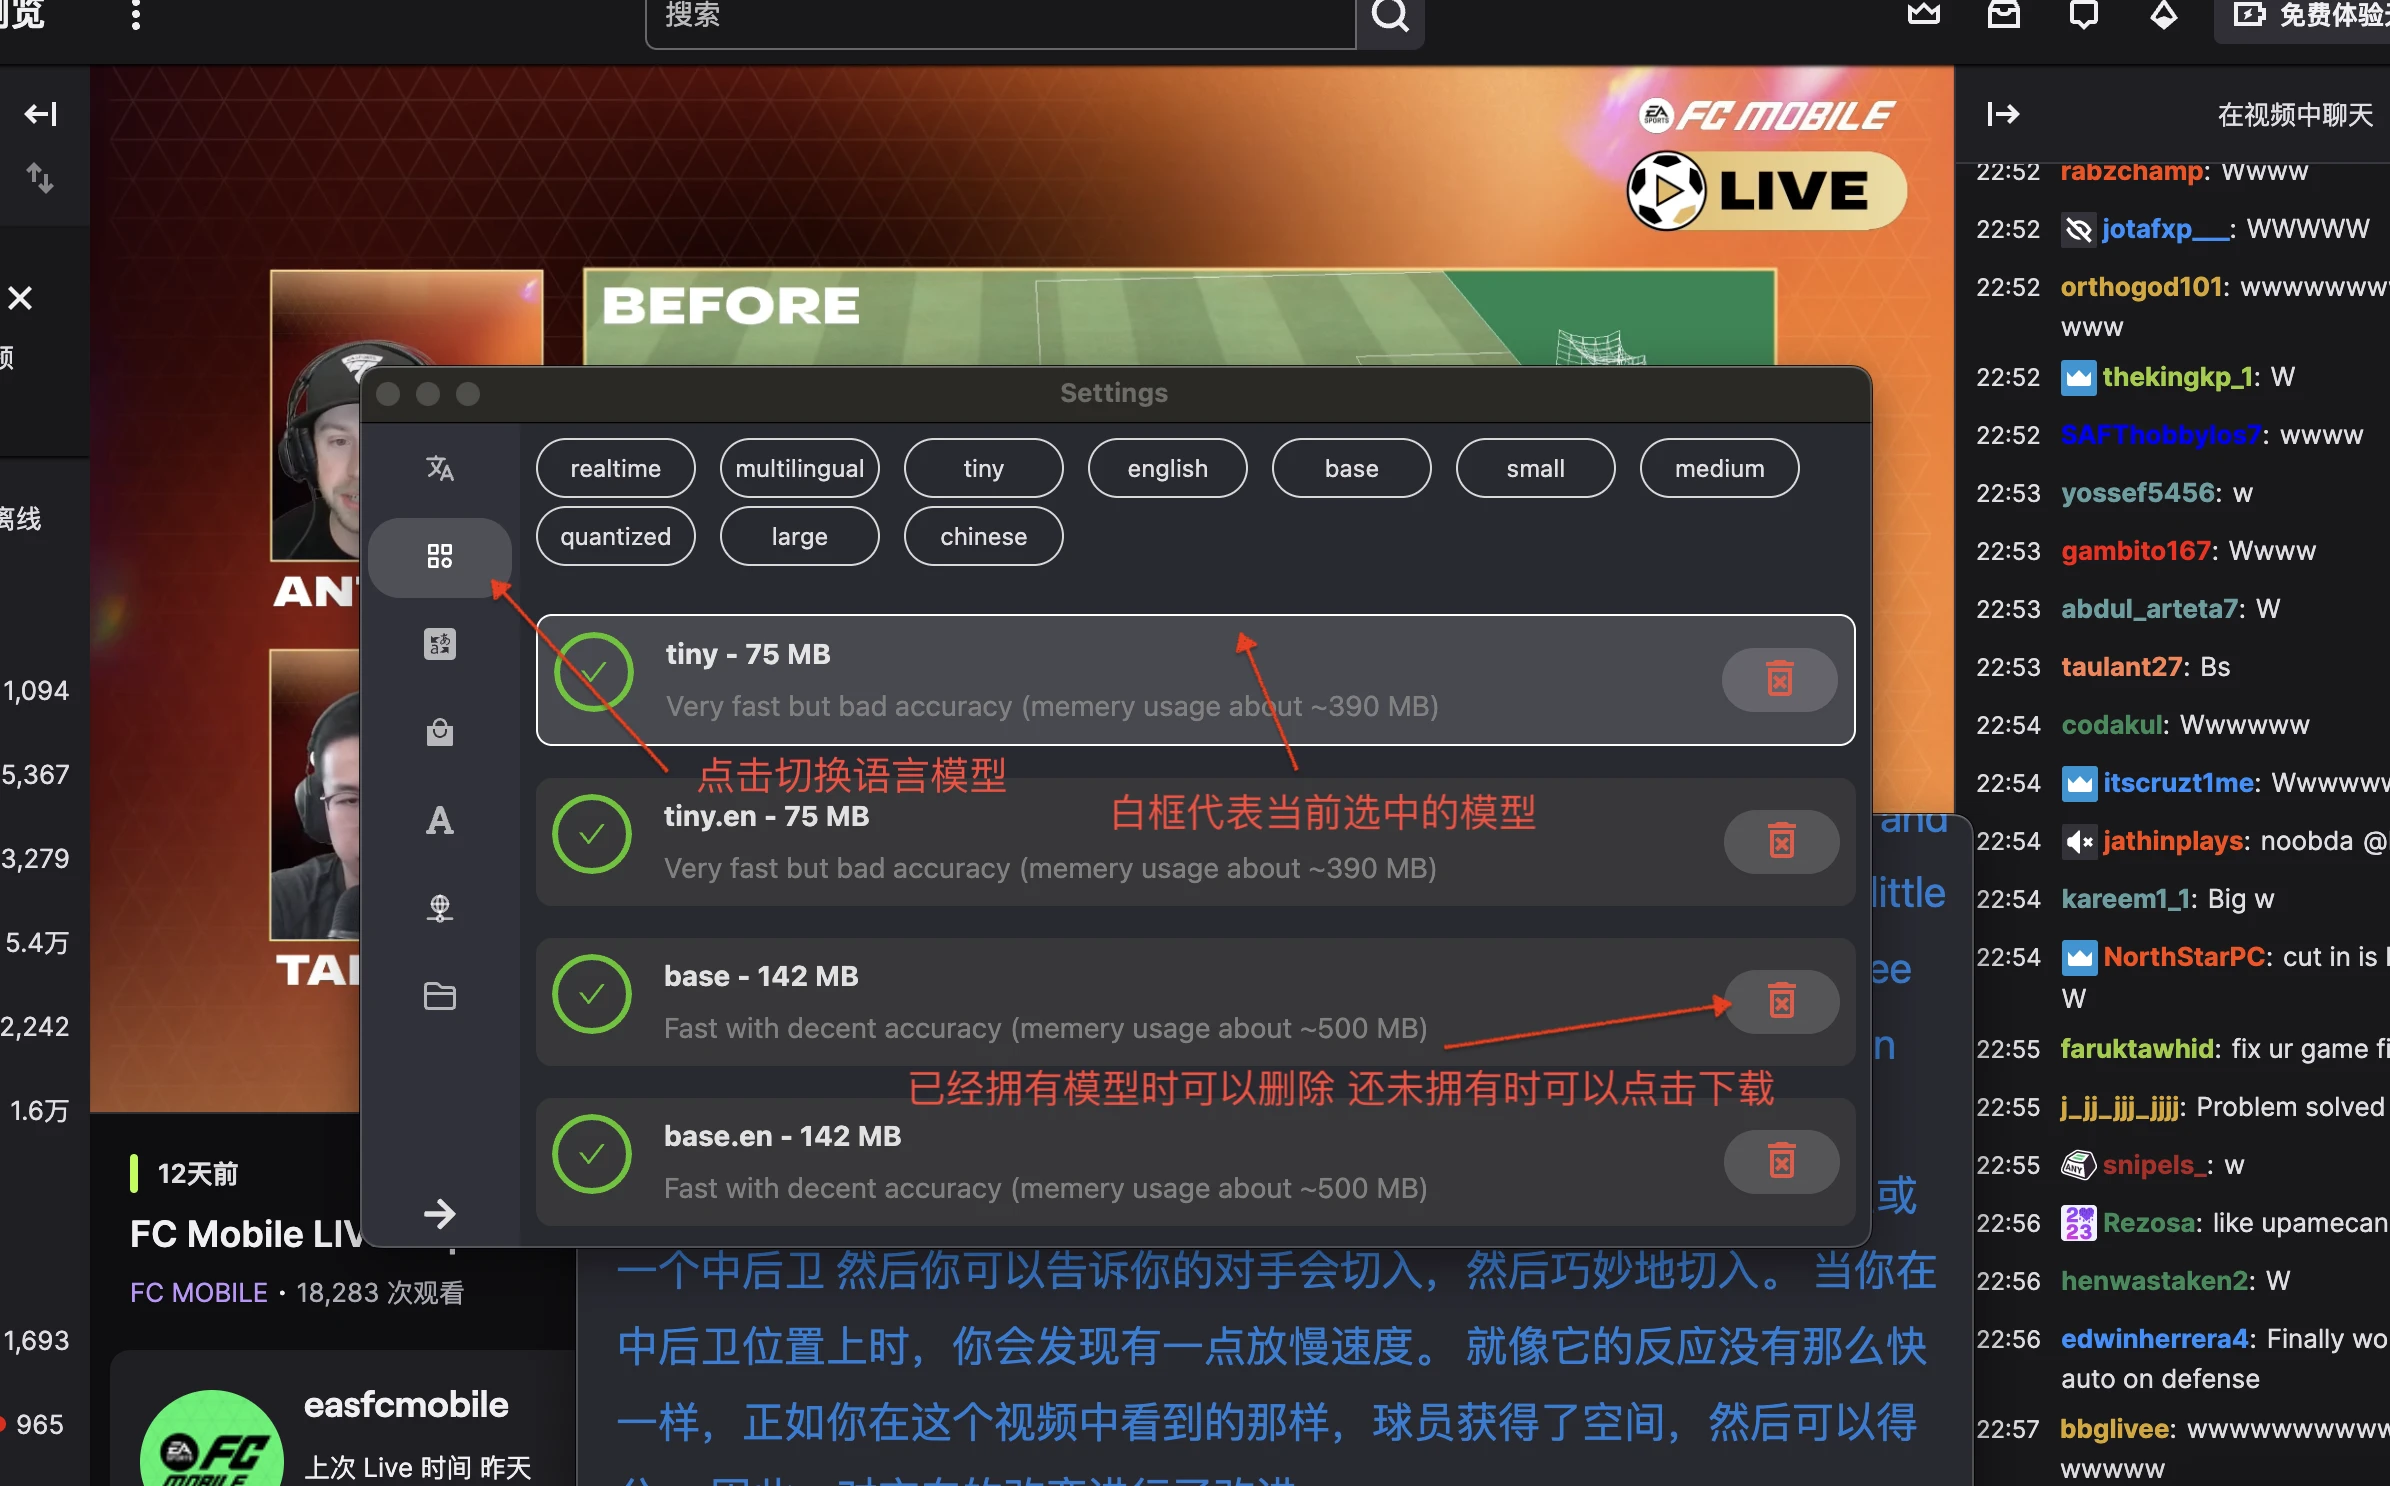 浏览
搜索
免费体验无
EA SPORTS FC MOBILE
LIVE
在视频中聊天
BEFORE
22:52 rabzchamp: Wwww
22:52 jotafxp___: WWWWW
22:52 orthogod101: wwwwwwww
www
22:52 thekingkp_1: W
22:52 SAFThobbylos7: wwww
22:53 yossef5456: w
22:53 gambito167: Wwww
22:53 abdul_arteta7: W
22:53 taulant27: Bs
22:54 codakul: Wwwwww
22:54 itscruzt1me: Wwwwww
22:54 jathinplays: noobda @
22:54 kareem1_1: Big w
22:54 NorthStarPC: cut in is
W
22:55 faruktawhid: fix ur game
22:55 j_jj_jjj_jjjj: Problem solved
22:55 snipels_: w
22:56 Rezosa: like upamecan
22:56 henwastaken2: W
22:56 edwinherrera4: Finally wo
auto on defense
22:57 bbglivee: wwwwwwwwww
wwwww
频
离线
1,094
5,367
3,279
5.4万
2,242
1.6万
1,693
965
AN
TA
Settings
realtime
multilingual
tiny
english
base
small
medium
quantized
large
chinese
tiny - 75 MB
Very fast but bad accuracy (memery usage about ~390 MB)
点击切换语言模型
白框代表当前选中的模型
tiny.en - 75 MB
Very fast but bad accuracy (memery usage about ~390 MB)
base - 142 MB
Fast with decent accuracy (memery usage about ~500 MB)
已经拥有模型时可以删除 还未拥有时可以点击下载
base.en - 142 MB
Fast with decent accuracy (memery usage about ~500 MB)
and
little
ee
n
或
一个中后卫 然后你可以告诉你的对手会切入，然后巧妙地切入。 当你在
中后卫位置上时，你会发现有一点放慢速度。 就像它的反应没有那么快
一样，正如你在这个视频中看到的那样，球员获得了空间，然后可以得
12天前
FC Mobile LIV
FC MOBILE • 18,283 次观看
easfcmobile
上次 Live 时间 昨天
EA FC
MOBILE